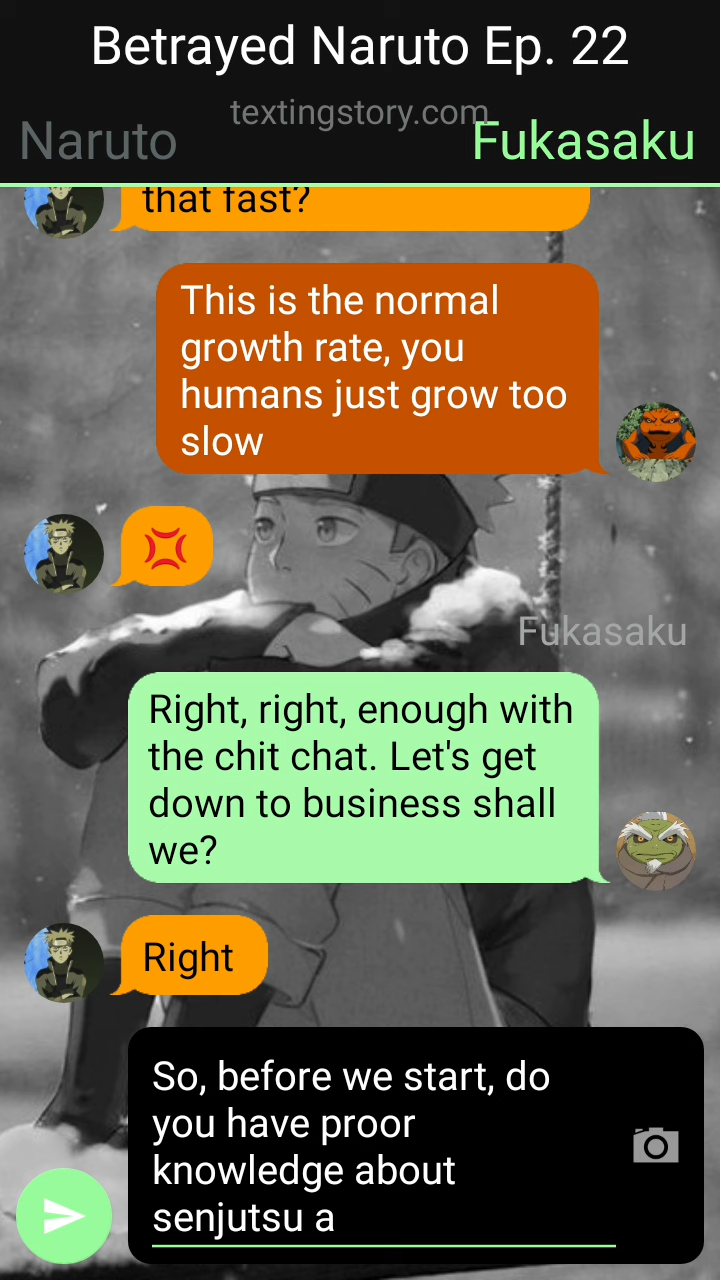 Betrayed Naruto Ep. 22
textingstory.com
Naruto
Fukasaku
that fast?
This is the normal
growth rate, you
humans just grow too
slow
Fukasaku
Right, right, enough with
the chit chat. Let's get
down to business shall
we?
Right
So, before we start, do
you have proor
knowledge about
senjutsu a